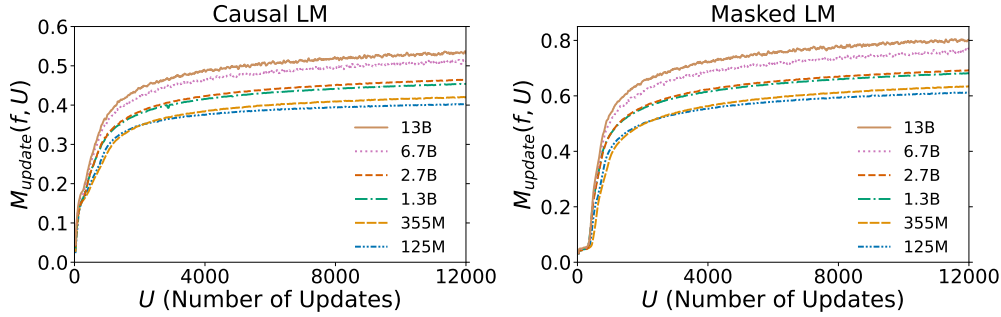 Causal LM
M_update(f, U)
0.6
0.5
0.4
0.3
0.2
0.1
0.0
13B
6.7B
2.7B
1.3B
355M
125M
0 4000 8000 12000
U (Number of Updates)
Masked LM
M_update(f, U)
0.8
0.6
0.4
0.2
0.0
13B
6.7B
2.7B
1.3B
355M
125M
0 4000 8000 12000
U (Number of Updates)